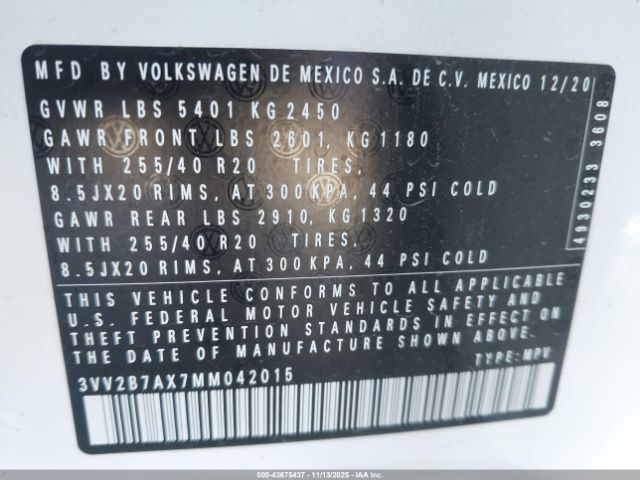 MFD BY VOLKSWAGEN DE MEXICO S.A. DE C.V. MEXICO 12/20
GVWR LBS 5401 KG 2450
GAWR FRONT LBS 2601, KG 1180
WITH 255/40 R20 TIRES,
8.5JX20 RIMS, AT 300 KPA, 44 PSI COLD
GAWR REAR LBS 2910, KG 1320
WITH 255/40 R20 TIRES,
8.5JX20 RIMS, AT 300 KPA, 44 PSI COLD
4930233 3608
THIS VEHICLE CONFORMS TO ALL APPLICABLE
U.S. FEDERAL MOTOR VEHICLE SAFETY AND
THEFT PREVENTION STANDARDS IN EFFECT ON
THE DATE OF MANUFACTURE SHOWN ABOVE.
3VV2B7AX7MM042015
TYPE: MPV
000-43675437 - 11/13/2025 - IAAI.COM